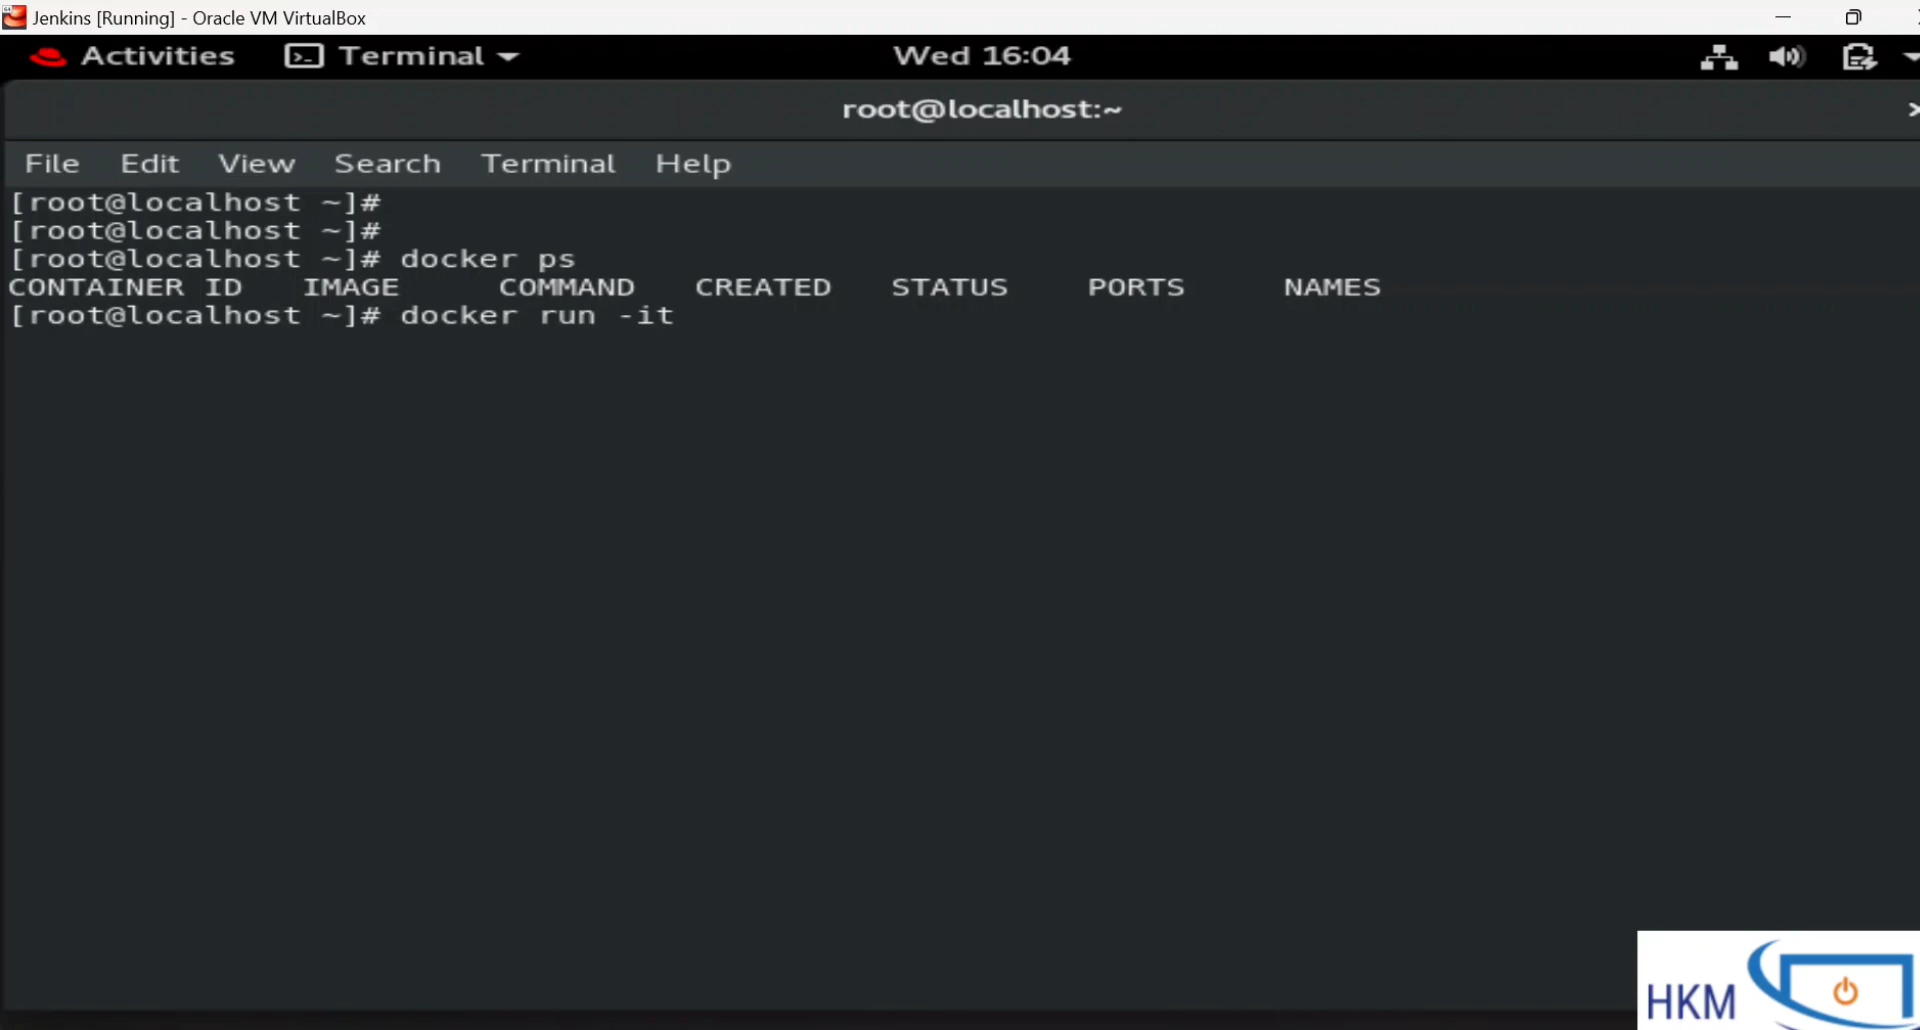 Jenkins [Running] - Oracle VM VirtualBox
Activities Terminal Wed 16:04
root@localhost:~
File Edit View Search Terminal Help
[root@localhost ~]#
[root@localhost ~]#
[root@localhost ~]# docker ps
CONTAINER ID IMAGE COMMAND CREATED STATUS PORTS NAMES
[root@localhost ~]# docker run -it
HKM